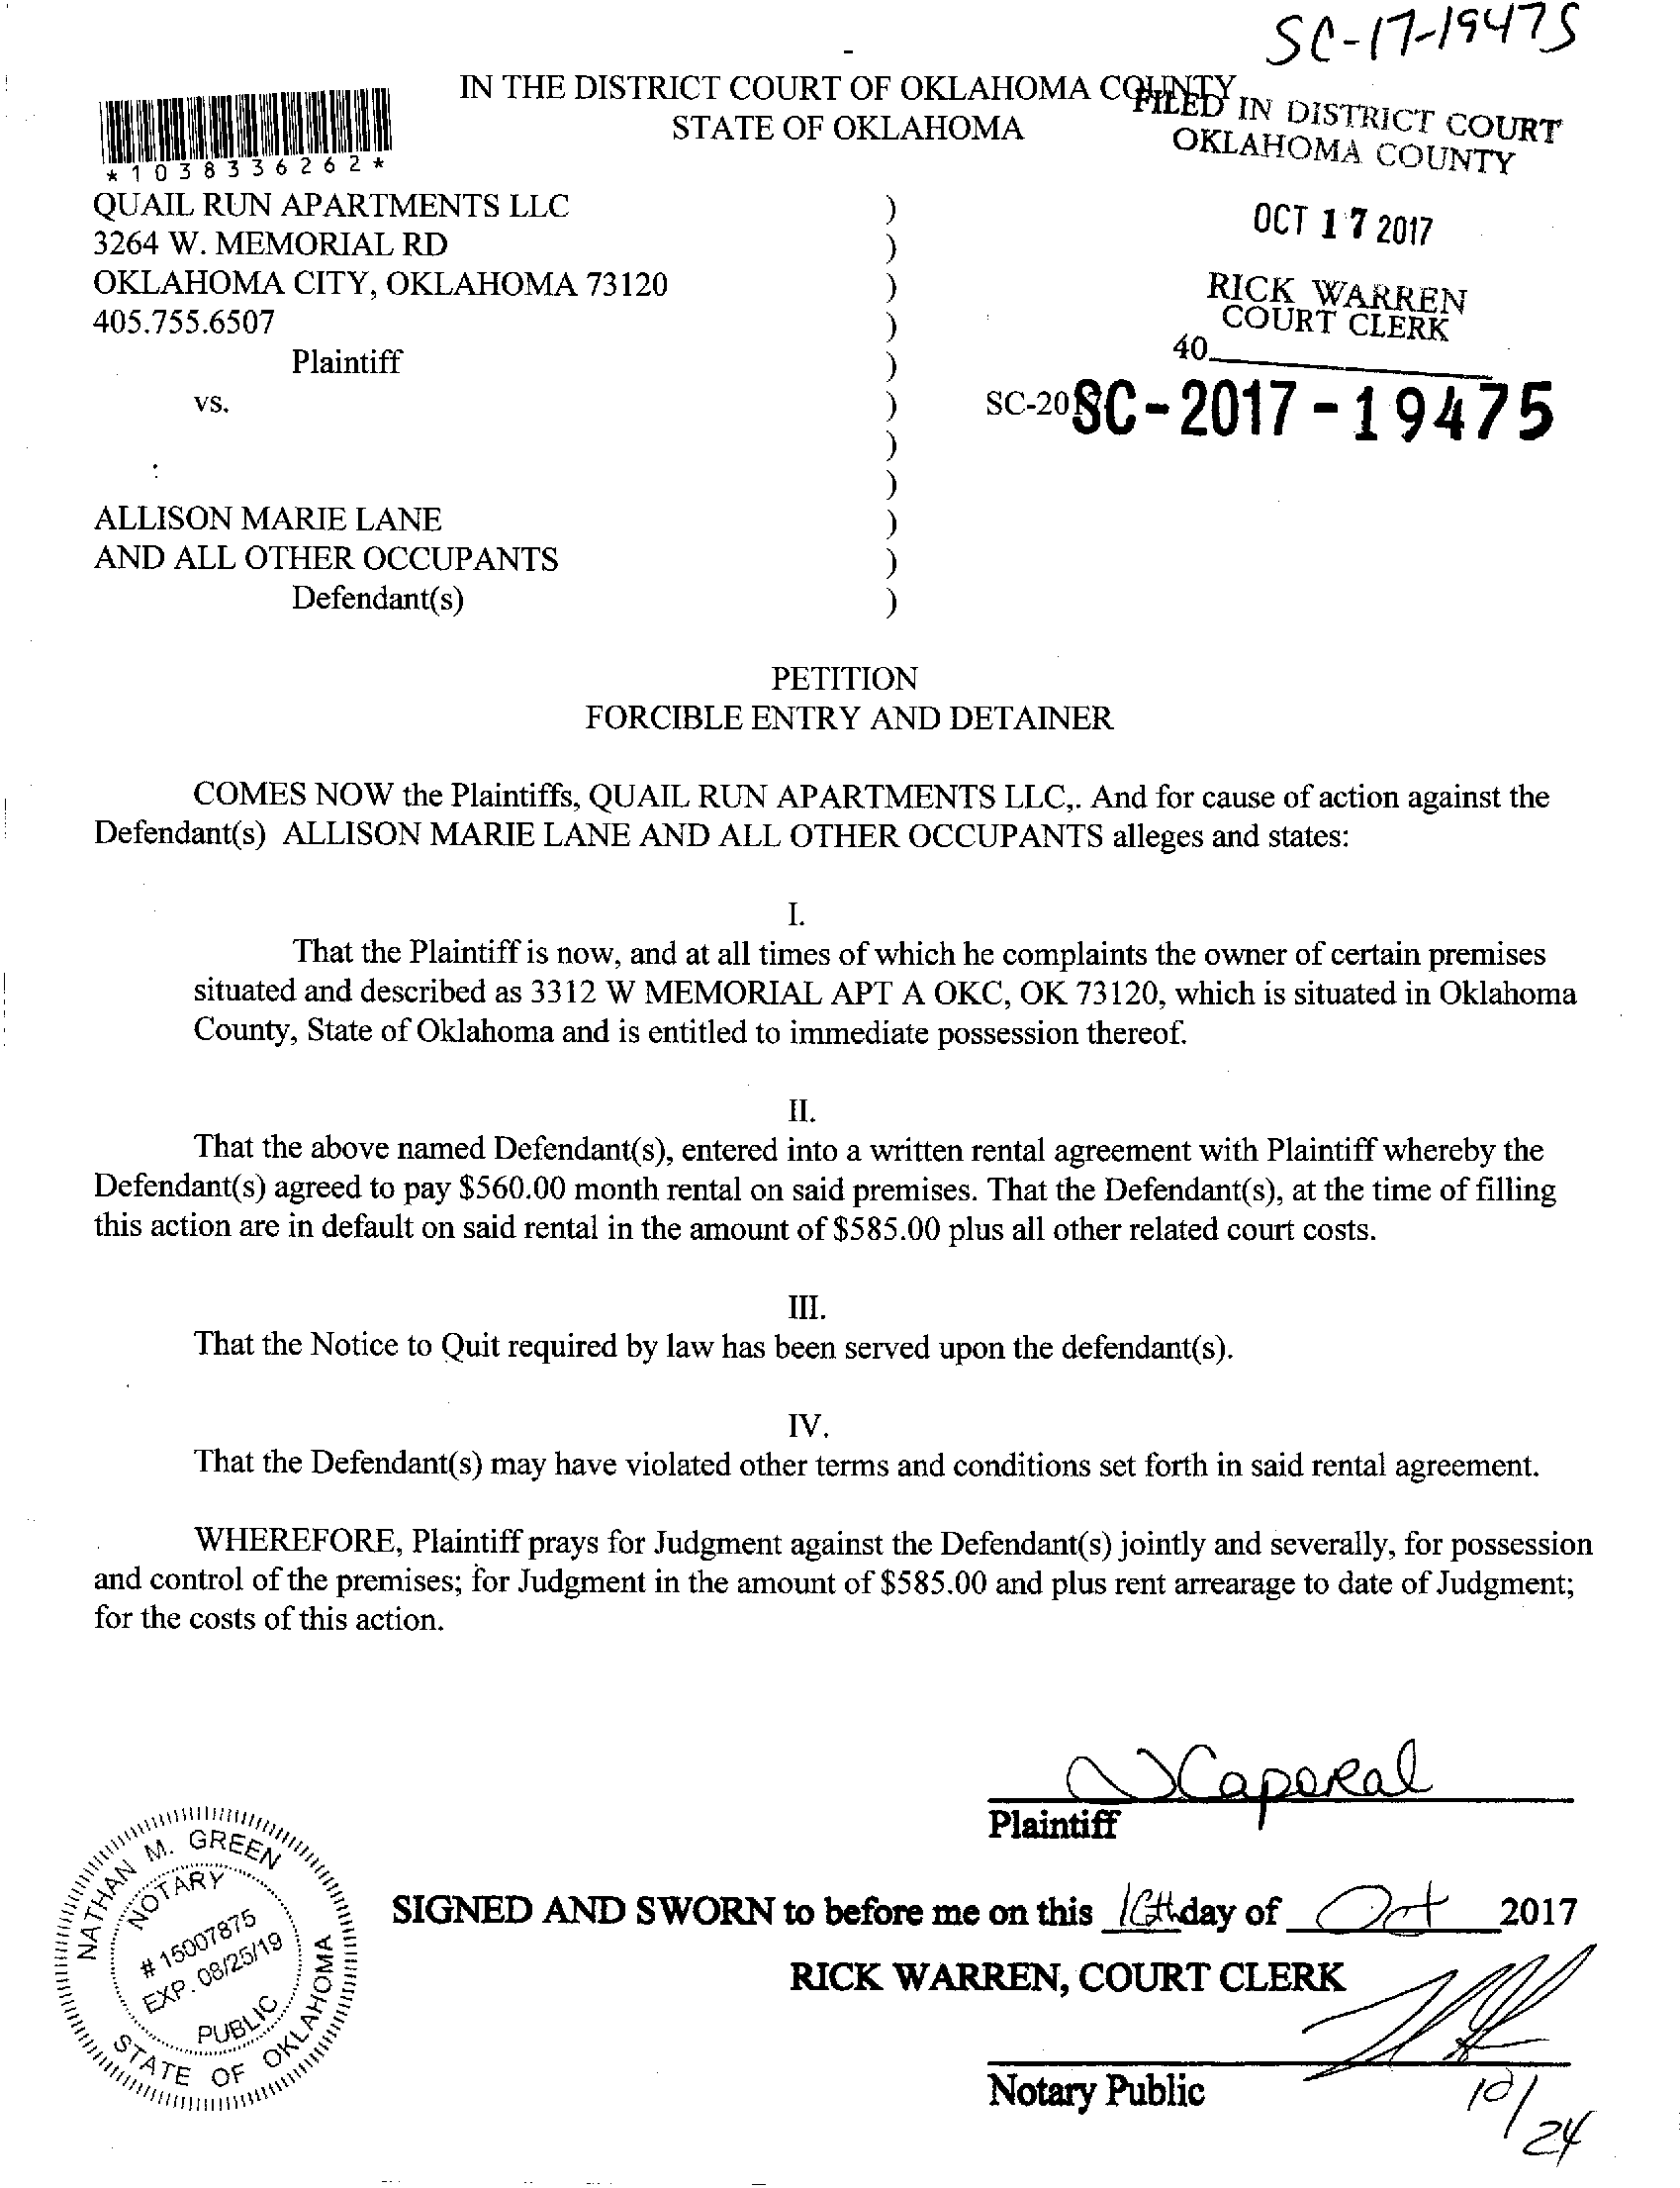 SC-17-19475
IN THE DISTRICT COURT OF OKLAHOMA COUNTY
STATE OF OKLAHOMA
FILED IN DISTRICT COURT
OKLAHOMA COUNTY
*1038336262*
QUAIL RUN APARTMENTS LLC )
3264 W. MEMORIAL RD )
OKLAHOMA CITY, OKLAHOMA 73120 )
405.755.6507 )
Plaintiff )
vs. )
)
)
ALLISON MARIE LANE )
AND ALL OTHER OCCUPANTS )
Defendant(s) )
OCT 17 2017
RICK WARREN
COURT CLERK
40
SC-20 SC-2017-19475
PETITION
FORCIBLE ENTRY AND DETAINER
COMES NOW the Plaintiffs, QUAIL RUN APARTMENTS LLC,. And for cause of action against the
Defendant(s) ALLISON MARIE LANE AND ALL OTHER OCCUPANTS alleges and states:
I.
That the Plaintiff is now, and at all times of which he complaints the owner of certain premises
situated and described as 3312 W MEMORIAL APT A OKC, OK 73120, which is situated in Oklahoma
County, State of Oklahoma and is entitled to immediate possession thereof.
II.
That the above named Defendant(s), entered into a written rental agreement with Plaintiff whereby the
Defendant(s) agreed to pay $560.00 month rental on said premises. That the Defendant(s), at the time of filling
this action are in default on said rental in the amount of $585.00 plus all other related court costs.
III.
That the Notice to Quit required by law has been served upon the defendant(s).
IV.
That the Defendant(s) may have violated other terms and conditions set forth in said rental agreement.
WHEREFORE, Plaintiff prays for Judgment against the Defendant(s) jointly and severally, for possession
and control of the premises; for Judgment in the amount of $585.00 and plus rent arrearage to date of Judgment;
for the costs of this action.
Caporal
Plaintiff
NATHAN M. GREEN
NOTARY
# 15007875
EXP. 08/25/19
PUBLIC
STATE OF OKLAHOMA
SIGNED AND SWORN to before me on this day of Oct 2017
RICK WARREN, COURT CLERK
Notary Public
10/24